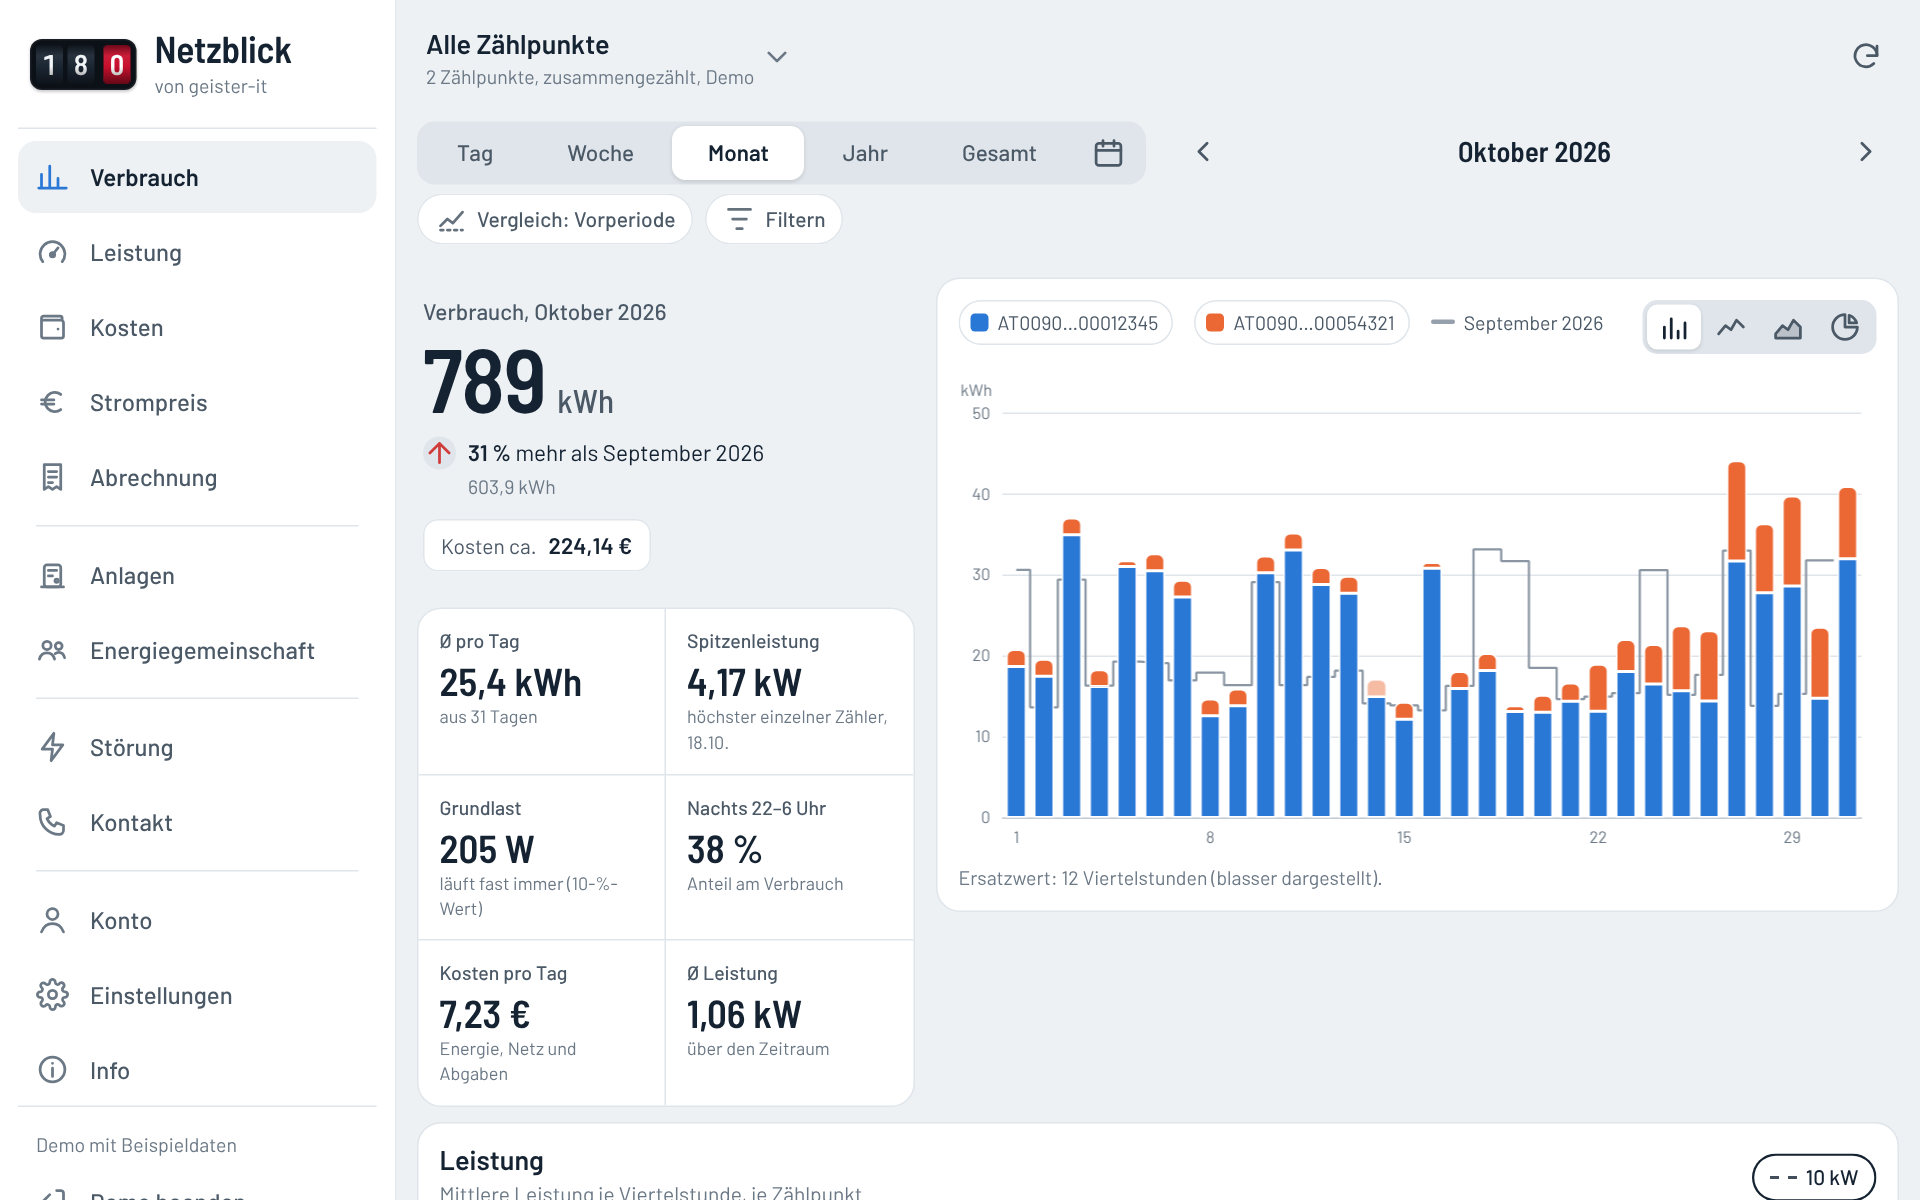 180
Netzblick
von geister-it
Verbrauch
Leistung
Kosten
Strompreis
Abrechnung
Anlagen
Energiegemeinschaft
Störung
Kontakt
Konto
Einstellungen
Info
Demo mit Beispieldaten
Demo beenden
Alle Zählpunkte
2 Zählpunkte, zusammengezählt, Demo
Tag Woche Monat Jahr Gesamt
Oktober 2026
Vergleich: Vorperiode
Filtern
Verbrauch, Oktober 2026
789 kWh
31 % mehr als September 2026
603,9 kWh
Kosten ca. 224,14 €
Ø pro Tag
25,4 kWh
aus 31 Tagen
Spitzenleistung
4,17 kW
höchster einzelner Zähler,
18.10.
Grundlast
205 W
läuft fast immer (10-%-
Wert)
Nachts 22–6 Uhr
38 %
Anteil am Verbrauch
Kosten pro Tag
7,23 €
Energie, Netz und
Abgaben
Ø Leistung
1,06 kW
über den Zeitraum
AT0090…00012345
AT0090…00054321
September 2026
kWh
50
40
30
20
10
0
1 8 15 22 29
Ersatzwert: 12 Viertelstunden (blasser dargestellt).
Leistung
Mittlere Leistung je Viertelstunde, je Zählpunkt
10 kW